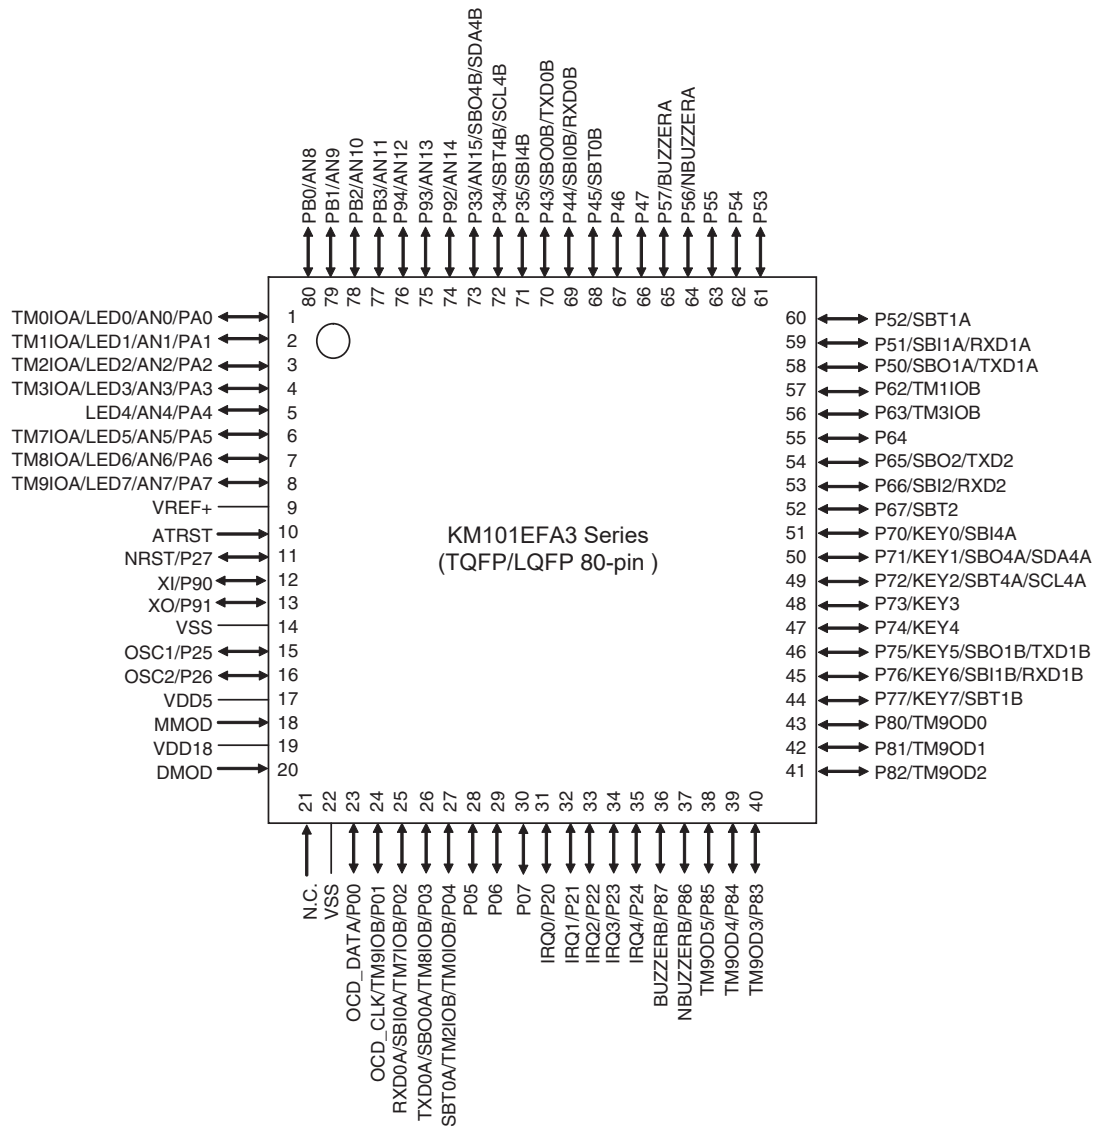 PB0/AN8
PB1/AN9
PB2/AN10
PB3/AN11
P94/AN12
P93/AN13
P92/AN14
P33/AN15/SBO4B/SDA4B
P34/SBT4B/SCL4B
P35/SBI4B
P43/SBO0B/TXD0B
P44/SBI0B/RXD0B
P45/SBT0B
P46
P47
P57/BUZZERA
P56/NBUZZERA
P55
P54
P53
80 79 78 77 76 75 74 73 72 71 70 69 68 67 66 65 64 63 62 61
TM0IOA/LED0/AN0/PA0 1
TM1IOA/LED1/AN1/PA1 2
TM2IOA/LED2/AN2/PA2 3
TM3IOA/LED3/AN3/PA3 4
LED4/AN4/PA4 5
TM7IOA/LED5/AN5/PA5 6
TM8IOA/LED6/AN6/PA6 7
TM9IOA/LED7/AN7/PA7 8
VREF+ 9
ATRST 10
NRST/P27 11
XI/P90 12
XO/P91 13
VSS 14
OSC1/P25 15
OSC2/P26 16
VDD5 17
MMOD 18
VDD18 19
DMOD 20
KM101EFA3 Series
(TQFP/LQFP 80-pin )
60 P52/SBT1A
59 P51/SBI1A/RXD1A
58 P50/SBO1A/TXD1A
57 P62/TM1IOB
56 P63/TM3IOB
55 P64
54 P65/SBO2/TXD2
53 P66/SBI2/RXD2
52 P67/SBT2
51 P70/KEY0/SBI4A
50 P71/KEY1/SBO4A/SDA4A
49 P72/KEY2/SBT4A/SCL4A
48 P73/KEY3
47 P74/KEY4
46 P75/KEY5/SBO1B/TXD1B
45 P76/KEY6/SBI1B/RXD1B
44 P77/KEY7/SBT1B
43 P80/TM9OD0
42 P81/TM9OD1
41 P82/TM9OD2
21 22 23 24 25 26 27 28 29 30 31 32 33 34 35 36 37 38 39 40
N.C.
VSS
OCD_DATA/P00
OCD_CLK/TM9IOB/P01
RXD0A/SBI0A/TM7IOB/P02
TXD0A/SBO0A/TM8IOB/P03
SBT0A/TM2IOB/TM0IOB/P04
P05
P06
P07
IRQ0/P20
IRQ1/P21
IRQ2/P22
IRQ3/P23
IRQ4/P24
BUZZERB/P87
NBUZZERB/P86
TM9OD5/P85
TM9OD4/P84
TM9OD3/P83